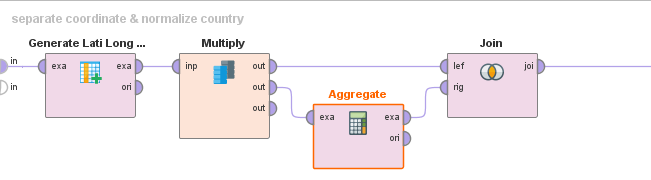 separate coordinate & normalize country
Generate Lati Long ...
Multiply
Join
in
exa
exa
inp
out
lef
joi
in
ori
out
rig
Aggregate
out
exa
exa
ori